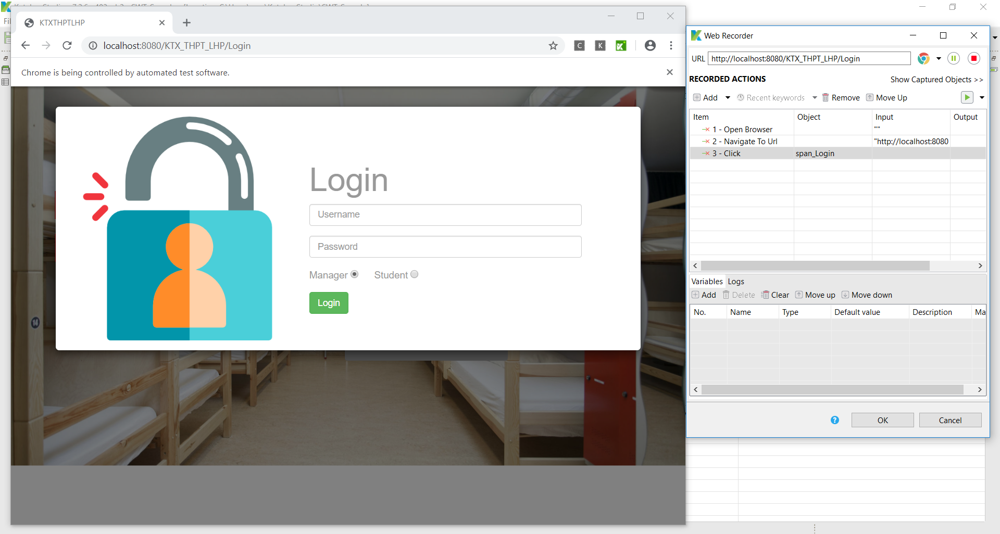 KTXTHPTLHP
localhost:8080/KTX_THPT_LHP/Login
C
K
Chrome is being controlled by automated test software.
Login
Username
Password
Manager
Student
Login
14
Web Recorder
URL
http://localhost:8080/KTX_THPT_LHP/Login
RECORDED ACTIONS
Show Captured Objects >>
Add
Recent keywords
Remove
Move Up
Item Object Input Output
1 - Open Browser ""
2 - Navigate To Url "http://localhost:8080
3 - Click span_Login
Variables Logs
Add
Delete
Clear
Move up
Move down
No. Name Type Default value Description Ma
?
OK
Cancel